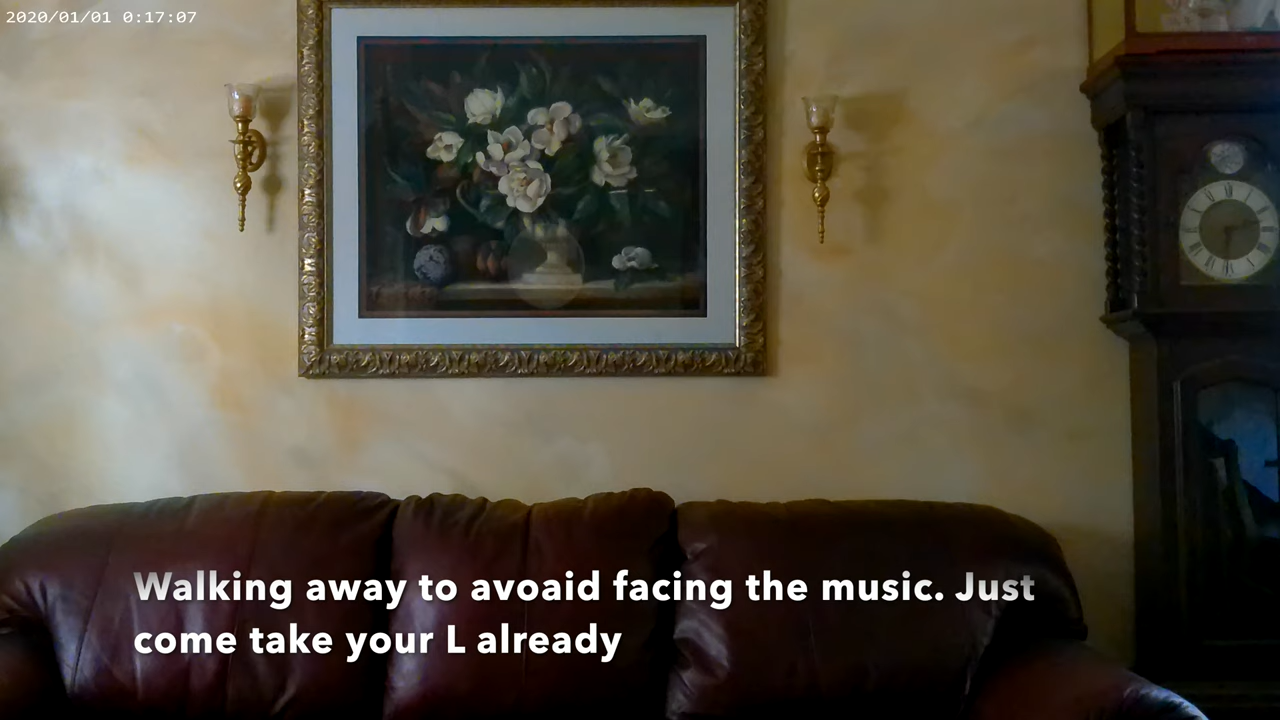 2020/01/01 0:17:07
Walking away to avoaid facing the music. Just
come take your L already